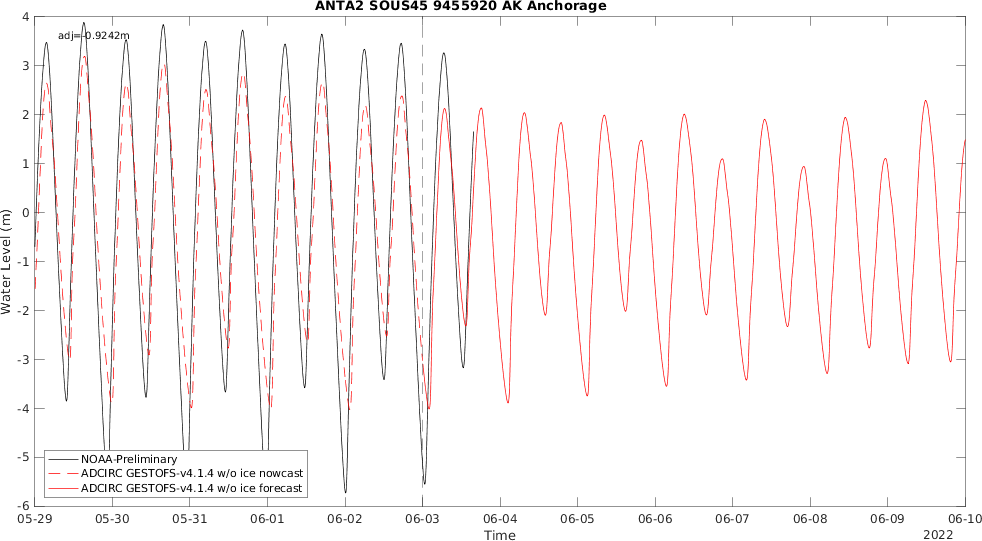 ANTA2 SOUS45 9455920 AK Anchorage
4
3
2
1
0
-1
-2
-3
-4
-5
-6
Water Level (m)
adj=-0.9242m
NOAA-Preliminary
ADCIRC GESTOFS-v4.1.4 w/o ice nowcast
ADCIRC GESTOFS-v4.1.4 w/o ice forecast
05-29 05-30 05-31 06-01 06-02 06-03 06-04 06-05 06-06 06-07 06-08 06-09 06-10
Time
2022